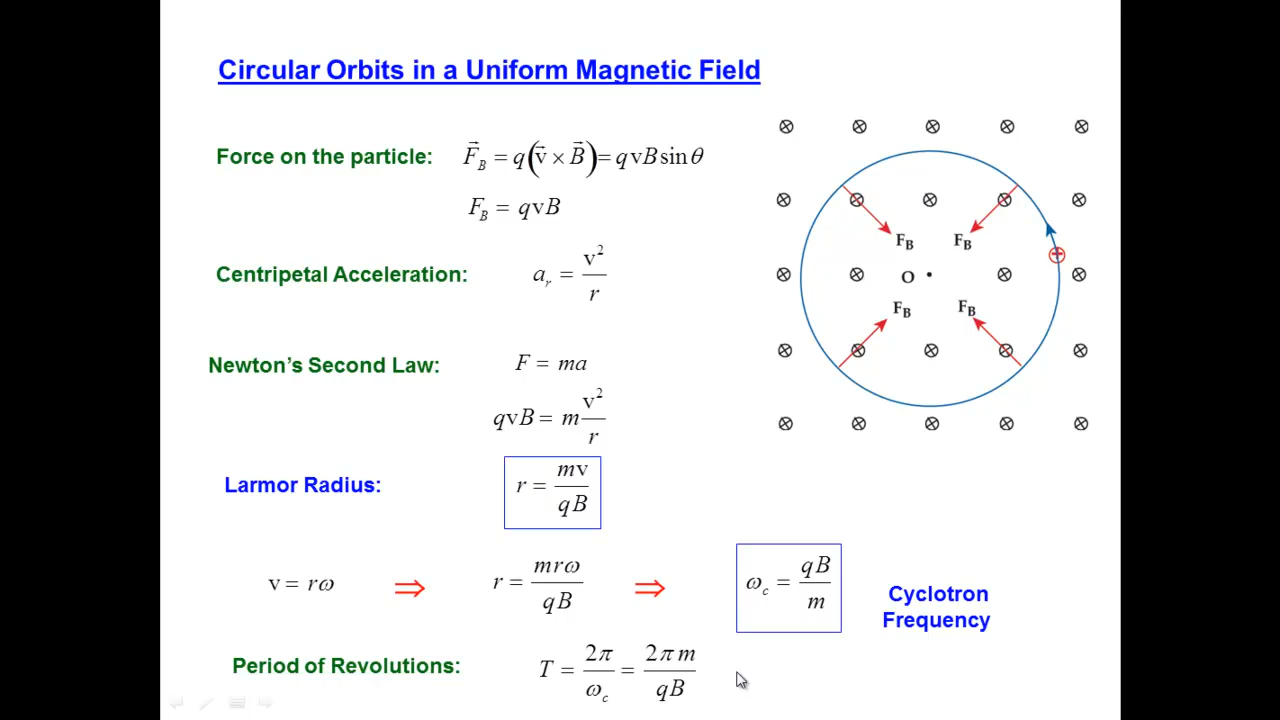 Circular Orbits in a Uniform Magnetic Field
Force on the particle: F⃗_B = q(v⃗ × B⃗) = qvB sin θ
F_B = qvB
Centripetal Acceleration: a_r = v²/r
Newton’s Second Law: F = ma
qvB = m v²/r
Larmor Radius: r = mv/qB
v = rω ⇒ r = mrω/qB ⇒ ω_c = qB/m
Cyclotron
Frequency
Period of Revolutions: T = 2π/ω_c = 2πm/qB
F_B F_B
O
F_B F_B
+